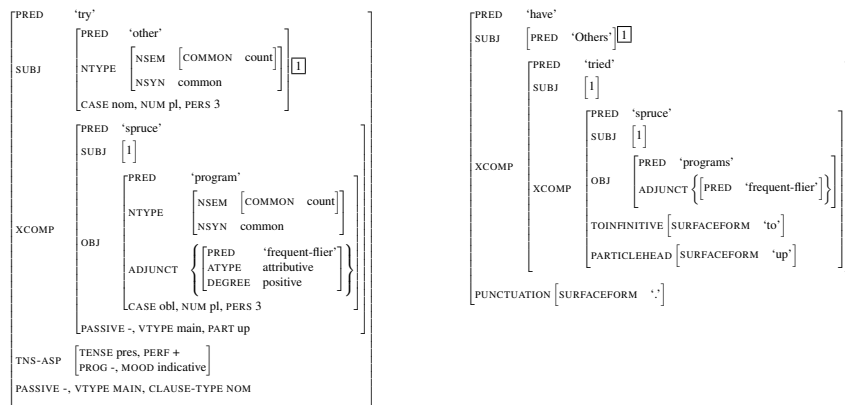 PRED 'try'
SUBJ
PRED 'other'
NTYPE
NSEM COMMON count
NSYN common
CASE nom, NUM pl, PERS 3
1
XCOMP
PRED 'spruce'
SUBJ 1
OBJ
PRED 'program'
NTYPE
NSEM COMMON count
NSYN common
ADJUNCT
PRED 'frequent-flier'
ATYPE attributive
DEGREE positive
CASE obl, NUM pl, PERS 3
PASSIVE -, VTYPE main, PART up
TNS-ASP
TENSE pres, PERF +
PROG -, MOOD indicative
PASSIVE -, VTYPE MAIN, CLAUSE-TYPE NOM
PRED 'have'
SUBJ PRED 'Others' 1
XCOMP
PRED 'tried'
SUBJ 1
XCOMP
PRED 'spruce'
SUBJ 1
OBJ
PRED 'programs'
ADJUNCT { PRED 'frequent-flier' }
TOINFINITIVE SURFACEFORM 'to'
PARTICLEHEAD SURFACEFORM 'up'
PUNCTUATION SURFACEFORM '.'